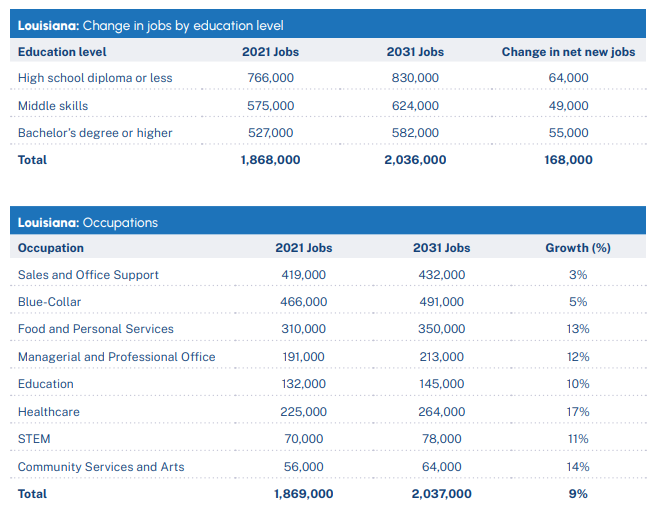 Louisiana: Change in jobs by education level
Education level 2021 Jobs 2031 Jobs Change in net new jobs
High school diploma or less 766,000 830,000 64,000
Middle skills 575,000 624,000 49,000
Bachelor's degree or higher 527,000 582,000 55,000
Total 1,868,000 2,036,000 168,000
Louisiana: Occupations
Occupation 2021 Jobs 2031 Jobs Growth (%)
Sales and Office Support 419,000 432,000 3%
Blue-Collar 466,000 491,000 5%
Food and Personal Services 310,000 350,000 13%
Managerial and Professional Office 191,000 213,000 12%
Education 132,000 145,000 10%
Healthcare 225,000 264,000 17%
STEM 70,000 78,000 11%
Community Services and Arts 56,000 64,000 14%
Total 1,869,000 2,037,000 9%